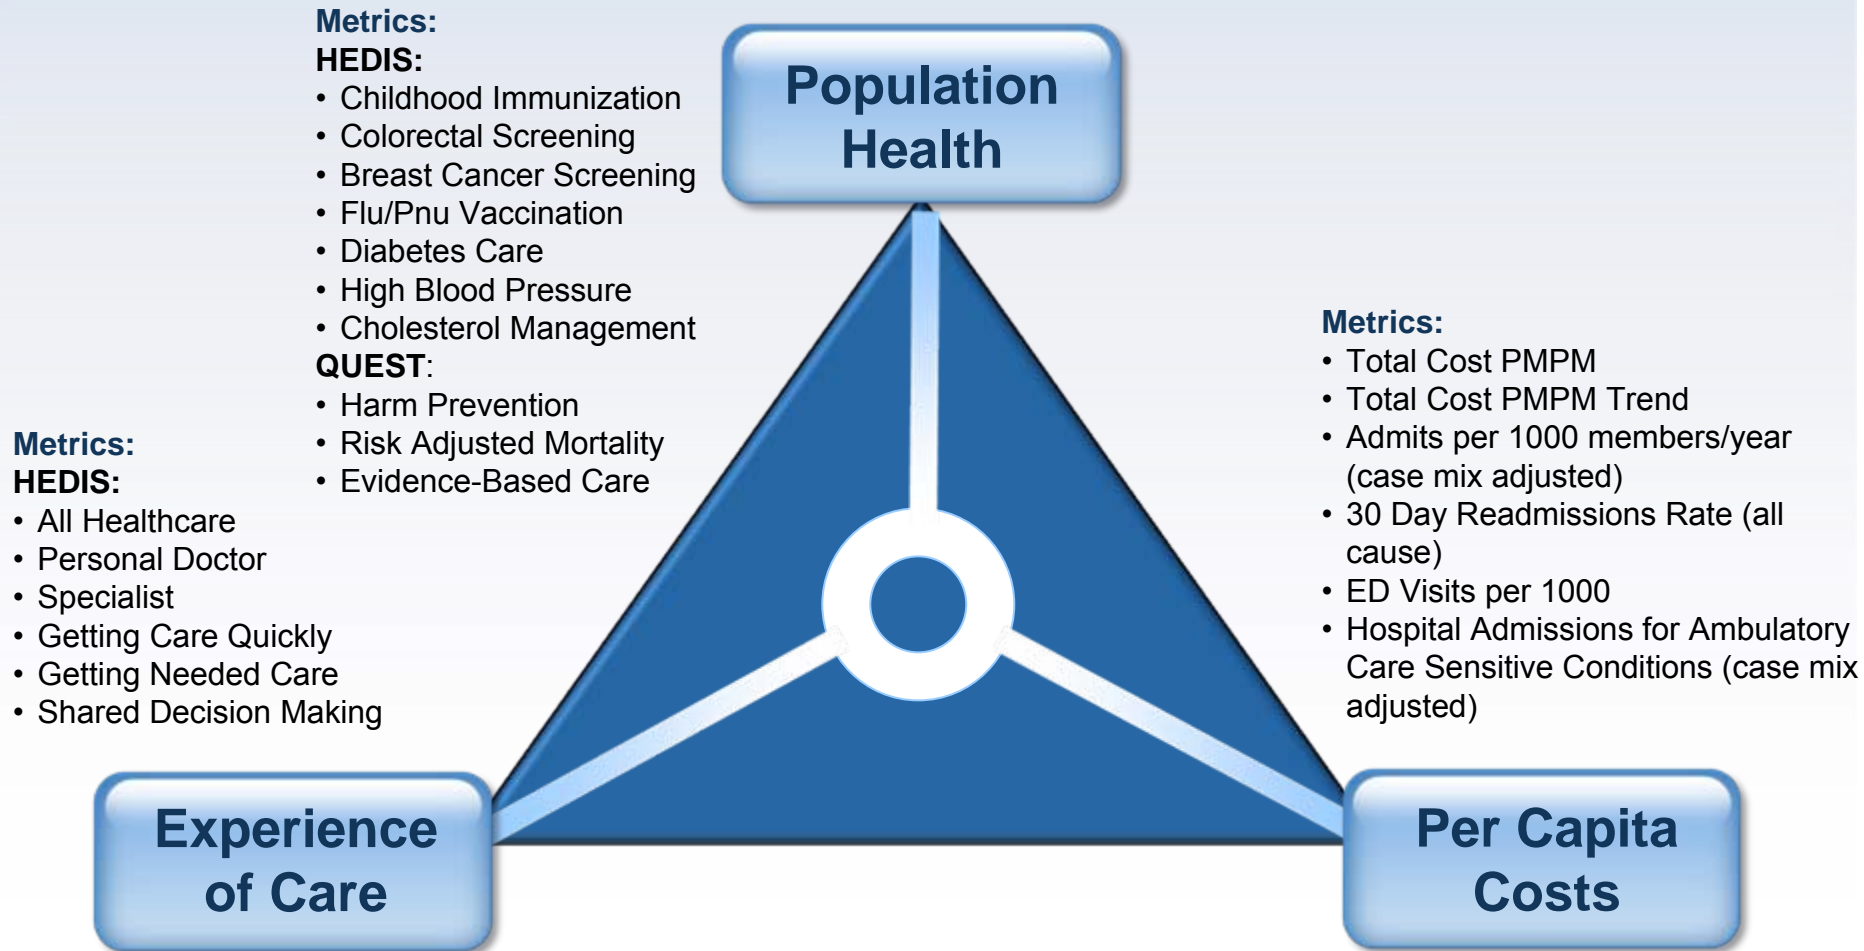 Metrics:
HEDIS:
• Childhood Immunization
• Colorectal Screening
• Breast Cancer Screening
• Flu/Pnu Vaccination
• Diabetes Care
• High Blood Pressure
• Cholesterol Management
QUEST:
• Harm Prevention
• Risk Adjusted Mortality
• Evidence-Based Care
Population
Health
Metrics:
HEDIS:
• All Healthcare
• Personal Doctor
• Specialist
• Getting Care Quickly
• Getting Needed Care
• Shared Decision Making
Metrics:
• Total Cost PMPM
• Total Cost PMPM Trend
• Admits per 1000 members/year
(case mix adjusted)
• 30 Day Readmissions Rate (all
cause)
• ED Visits per 1000
• Hospital Admissions for Ambulatory
Care Sensitive Conditions (case mix
adjusted)
Experience
of Care
Per Capita
Costs